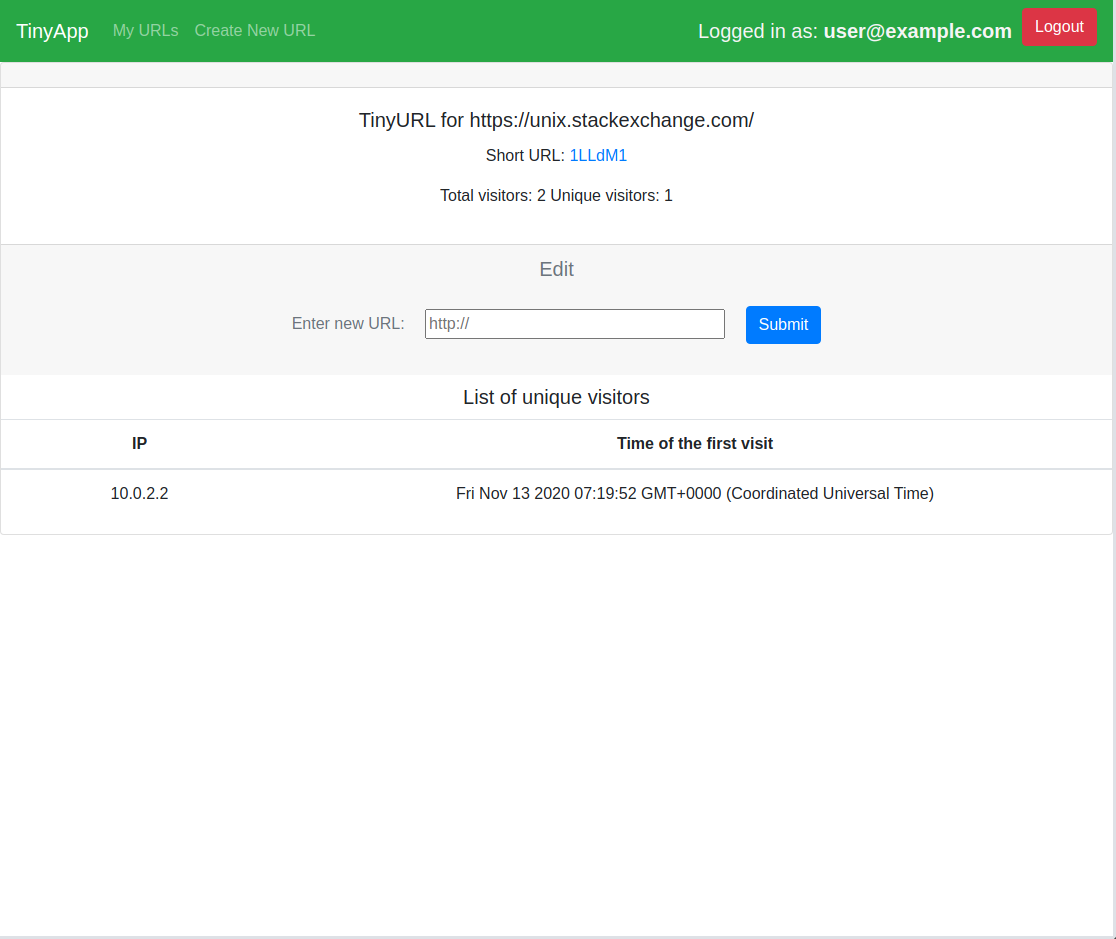 TinyApp My URLs Create New URL Logged in as: user@example.com Logout
TinyURL for https://unix.stackexchange.com/
Short URL: 1LLdM1
Total visitors: 2 Unique visitors: 1
Edit
Enter new URL: http:// Submit
List of unique visitors
IP Time of the first visit
10.0.2.2 Fri Nov 13 2020 07:19:52 GMT+0000 (Coordinated Universal Time)